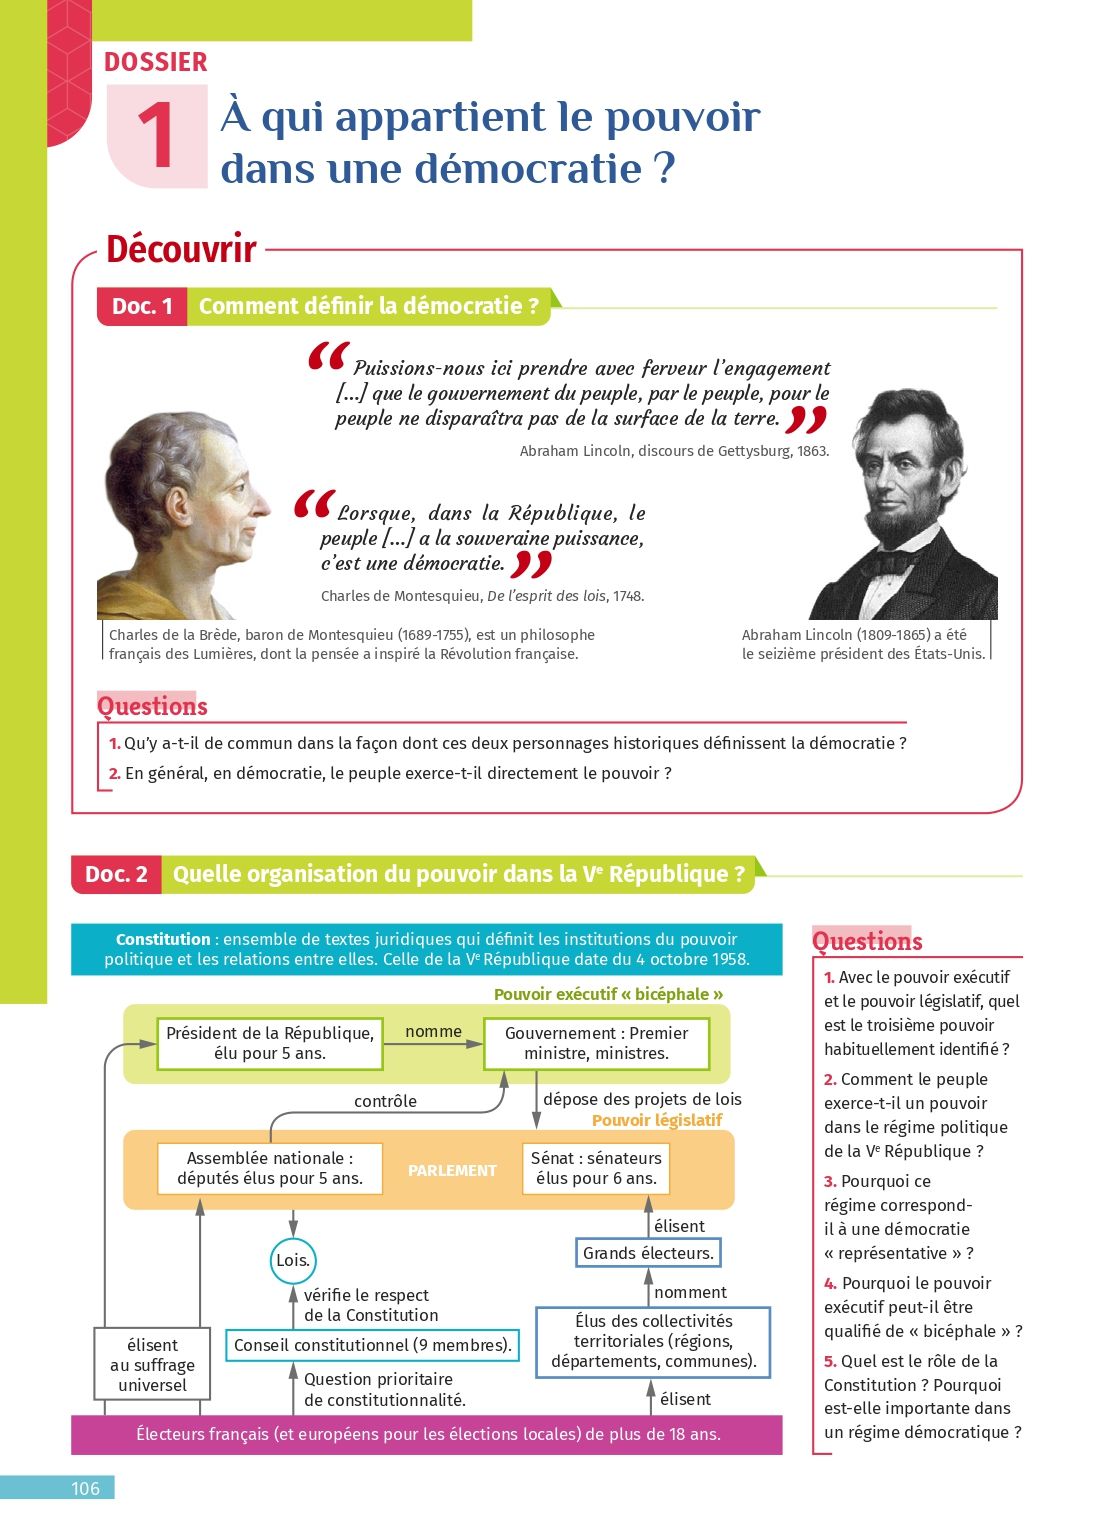 DOSSIER
1
À qui appartient le pouvoir
dans une démocratie ?
Découvrir
Doc. 1
Comment définir la démocratie ?
“ Puissions-nous ici prendre avec ferveur l’engagement
[…] que le gouvernement du peuple, par le peuple, pour le
peuple ne disparaîtra pas de la surface de la terre. ”
Abraham Lincoln, discours de Gettysburg, 1863.
“ Lorsque, dans la République, le
peuple […] a la souveraine puissance,
c’est une démocratie. ”
Charles de Montesquieu, De l’esprit des lois, 1748.
Charles de la Brède, baron de Montesquieu (1689-1755), est un philosophe
français des Lumières, dont la pensée a inspiré la Révolution française.
Abraham Lincoln (1809-1865) a été
le seizième président des États-Unis.
Questions
1. Qu’y a-t-il de commun dans la façon dont ces deux personnages historiques définissent la démocratie ?
2. En général, en démocratie, le peuple exerce-t-il directement le pouvoir ?
Doc. 2
Quelle organisation du pouvoir dans la Ve République ?
Constitution : ensemble de textes juridiques qui définit les institutions du pouvoir
politique et les relations entre elles. Celle de la Ve République date du 4 octobre 1958.
Pouvoir exécutif « bicéphale »
Président de la République,
élu pour 5 ans.
nomme
Gouvernement : Premier
ministre, ministres.
contrôle
dépose des projets de lois
Pouvoir législatif
Assemblée nationale :
députés élus pour 5 ans.
PARLEMENT
Sénat : sénateurs
élus pour 6 ans.
élisent
Lois.
Grands électeurs.
vérifie le respect
de la Constitution
nomment
élisent
au suffrage
universel
Conseil constitutionnel (9 membres).
Élus des collectivités
territoriales (régions,
départements, communes).
Question prioritaire
de constitutionnalité.
élisent
Électeurs français (et européens pour les élections locales) de plus de 18 ans.
Questions
1. Avec le pouvoir exécutif
et le pouvoir législatif, quel
est le troisième pouvoir
habituellement identifié ?
2. Comment le peuple
exerce-t-il un pouvoir
dans le régime politique
de la Ve République ?
3. Pourquoi ce
régime correspond-
il à une démocratie
« représentative » ?
4. Pourquoi le pouvoir
exécutif peut-il être
qualifié de « bicéphale » ?
5. Quel est le rôle de la
Constitution ? Pourquoi
est-elle importante dans
un régime démocratique ?
106